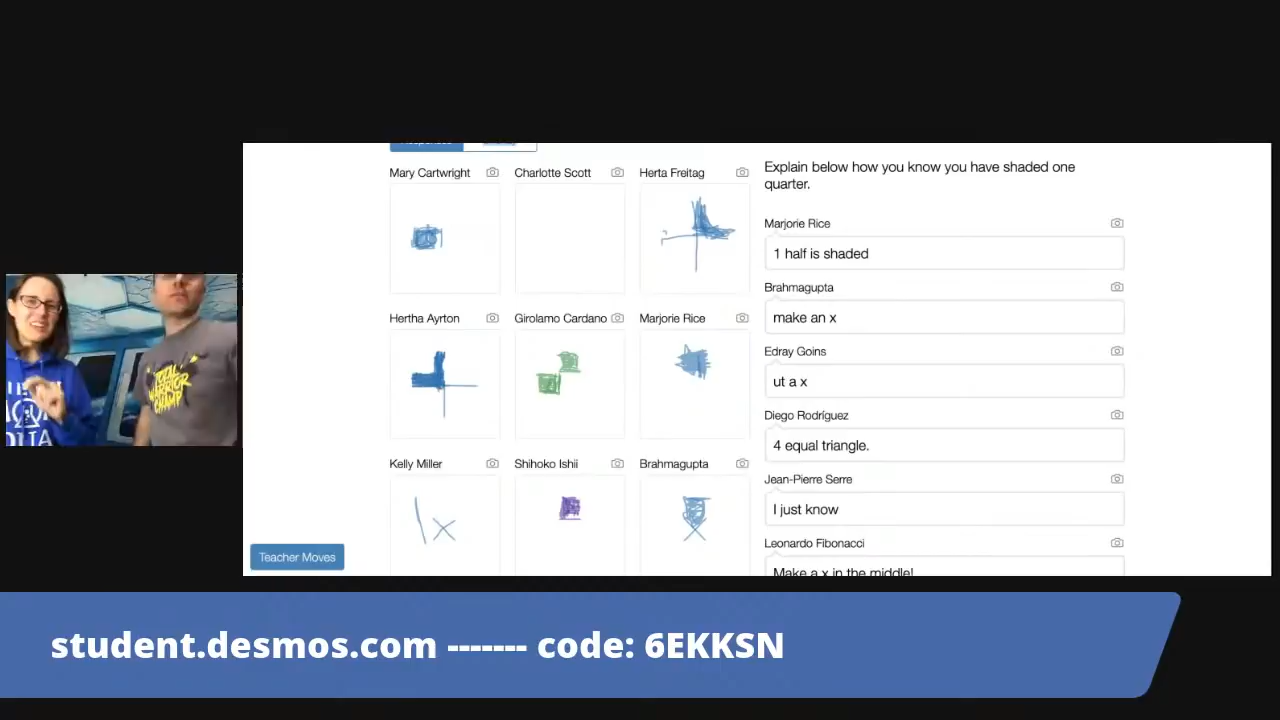 Mary Cartwright
Charlotte Scott
Herta Freitag
Hertha Ayrton
Girolamo Cardano
Marjorie Rice
Kelly Miller
Shihoko Ishii
Brahmagupta
Explain below how you know you have shaded one
quarter.
Marjorie Rice
1 half is shaded
Brahmagupta
make an x
Edray Goins
ut a x
Diego Rodríguez
4 equal triangle.
Jean-Pierre Serre
I just know
Leonardo Fibonacci
Make a x in the middle!
Teacher Moves
TOTAL
WARRIOR
CHAMP
student.desmos.com ------- code: 6EKKSN